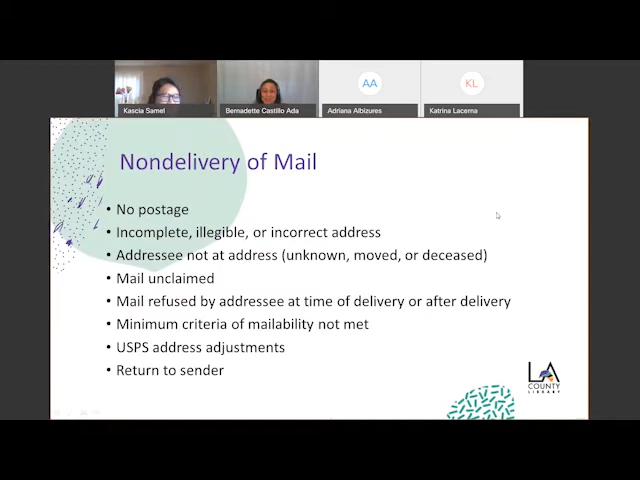 AA
KL
Kascia Samel
Bernadette Castillo Ada
Adriana Albizures
Katrina Lacerna
Nondelivery of Mail
• No postage
• Incomplete, illegible, or incorrect address
• Addressee not at address (unknown, moved, or deceased)
• Mail unclaimed
• Mail refused by addressee at time of delivery or after delivery
• Minimum criteria of mailability not met
• USPS address adjustments
• Return to sender
LA
COUNTY
LIBRARY